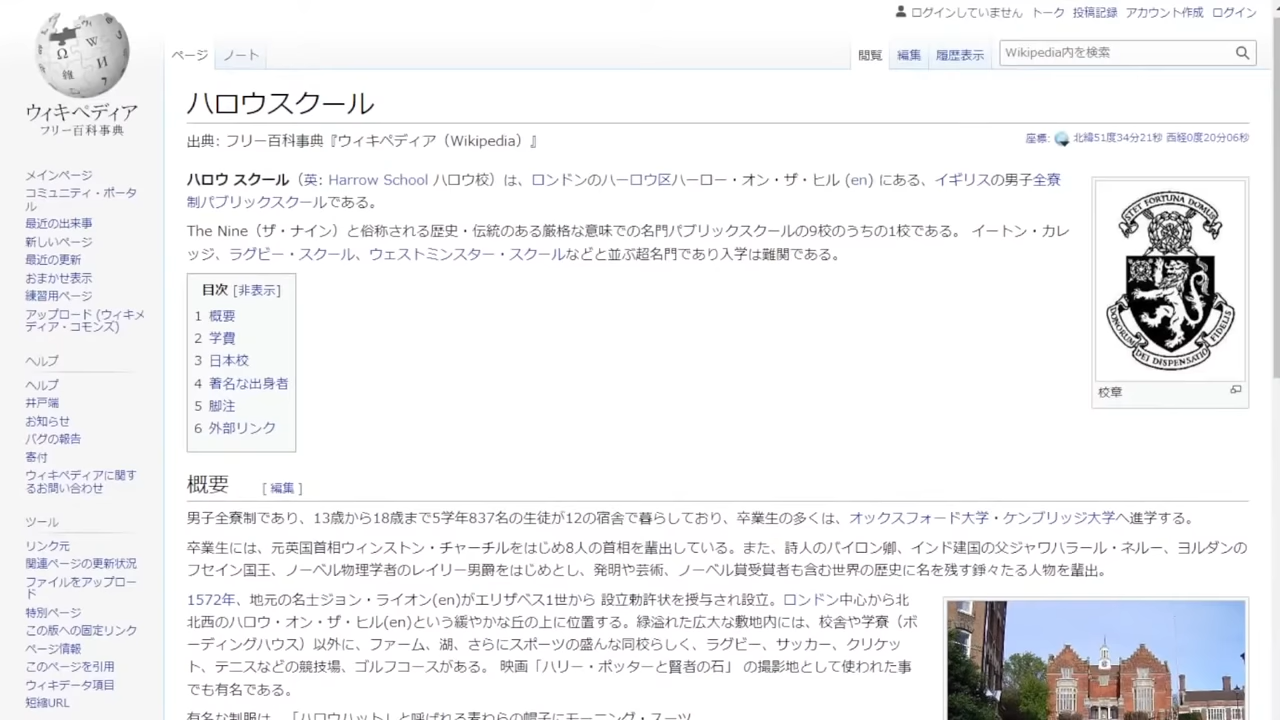 ログインしていません トーク 投稿記録 アカウント作成 ログイン
ページ ノート 閲覧 編集 履歴表示 Wikipedia内を検索
ウィキペディア
フリー百科事典
メインページ
コミュニティ・ポータ
ル
最近の出来事
新しいページ
最近の更新
おまかせ表示
練習用ページ
アップロード (ウィキメ
ディア・コモンズ)
ヘルプ
ヘルプ
井戸端
お知らせ
バグの報告
寄付
ウィキペディアに関す
るお問い合わせ
ツール
リンク元
関連ページの更新状況
ファイルをアップロー
ド
特別ページ
この版への固定リンク
ページ情報
このページを引用
ウィキデータ項目
短縮URL
ハロウスクール
出典: フリー百科事典『ウィキペディア（Wikipedia）』
座標: 北緯51度34分21秒 西経0度20分06秒
ハロウ スクール（英: Harrow School ハロウ校）は、ロンドンのハーロウ区ハーロー・オン・ザ・ヒル (en) にある、イギリスの男子全寮
制パブリックスクールである。
The Nine（ザ・ナイン）と俗称される歴史・伝統のある厳格な意味での名門パブリックスクールの9校のうちの1校である。 イートン・カレ
ッジ、ラグビー・スクール、ウェストミンスター・スクールなどと並ぶ超名門であり入学は難関である。
STET FORTUNA DOMUS
DONORUM DEI DISPENSATIO FIDELIS
校章
目次 [非表示]
1 概要
2 学費
3 日本校
4 著名な出身者
5 脚注
6 外部リンク
概要 [ 編集 ]
男子全寮制であり、13歳から18歳まで5学年837名の生徒が12の宿舎で暮らしており、卒業生の多くは、オックスフォード大学・ケンブリッジ大学へ進学する。
卒業生には、元英国首相ウィンストン・チャーチルをはじめ8人の首相を輩出している。また、詩人のバイロン卿、インド建国の父ジャワハラール・ネルー、ヨルダンの
フセイン国王、ノーベル物理学者のレイリー男爵をはじめとし、発明や芸術、ノーベル賞受賞者も含む世界の歴史に名を残す錚々たる人物を輩出。
1572年、地元の名士ジョン・ライオン(en)がエリザベス1世から 設立勅許状を授与され設立。ロンドン中心から北
北西のハロウ・オン・ザ・ヒル(en)という緩やかな丘の上に位置する。緑溢れた広大な敷地内には、校舎や学寮（ボ
ーディングハウス）以外に、ファーム、湖、さらにスポーツの盛んな同校らしく、ラグビー、サッカー、クリケッ
ト、テニスなどの競技場、ゴルフコースがある。 映画「ハリー・ポッターと賢者の石」 の撮影地として使われた事
でも有名である。
有名な制服は、「ハロウハット」と呼ばれる麦わらの帽子にモーニング・スーツ